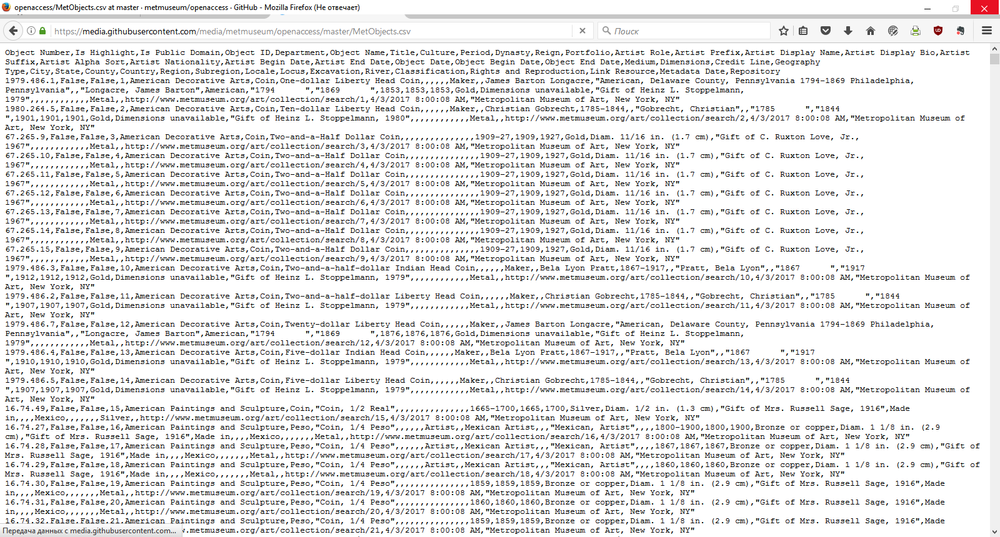 openaccess/MetObjects.csv at master · metmuseum/openaccess · GitHub - Mozilla Firefox (Не отвечает)
https://media.githubusercontent.com/media/metmuseum/openaccess/master/MetObjects.csv
Поиск
Object Number,Is Highlight,Is Public Domain,Object ID,Department,Object Name,Title,Culture,Period,Dynasty,Reign,Portfolio,Artist Role,Artist Prefix,Artist Display Name,Artist Display Bio,Artist
Suffix,Artist Alpha Sort,Artist Nationality,Artist Begin Date,Artist End Date,Object Date,Object Begin Date,Object End Date,Medium,Dimensions,Credit Line,Geography
Type,City,State,County,Country,Region,Subregion,Locale,Locus,Excavation,River,Classification,Rights and Reproduction,Link Resource,Metadata Date,Repository
1979.486.1,False,False,1,American Decorative Arts,Coin,One-dollar Liberty Head Coin,,,,,,Maker,,James Barton Longacre,"American, Delaware County, Pennsylvania 1794-1869 Philadelphia,
Pennsylvania",,"Longacre, James Barton",American,"1794      ","1869      ",1853,1853,1853,Gold,Dimensions unavailable,"Gift of Heinz L. Stoppelmann,
1979",,,,,,,,,,,,Metal,,http://www.metmuseum.org/art/collection/search/1,4/3/2017 8:00:08 AM,"Metropolitan Museum of Art, New York, NY"
1980.264.5,False,False,2,American Decorative Arts,Coin,Ten-dollar Liberty Head Coin,,,,,,Maker,,Christian Gobrecht,1785-1844,,"Gobrecht, Christian",,"1785      ","1844
",1901,1901,1901,Gold,Dimensions unavailable,"Gift of Heinz L. Stoppelmann, 1980",,,,,,,,,,,,Metal,,http://www.metmuseum.org/art/collection/search/2,4/3/2017 8:00:08 AM,"Metropolitan Museum of
Art, New York, NY"
67.265.9,False,False,3,American Decorative Arts,Coin,Two-and-a-Half Dollar Coin,,,,,,,,,,,,,,,1909-27,1909,1927,Gold,Diam. 11/16 in. (1.7 cm),"Gift of C. Ruxton Love, Jr.,
1967",,,,,,,,,,,,Metal,,http://www.metmuseum.org/art/collection/search/3,4/3/2017 8:00:08 AM,"Metropolitan Museum of Art, New York, NY"
67.265.10,False,False,4,American Decorative Arts,Coin,Two-and-a-Half Dollar Coin,,,,,,,,,,,,,,,1909-27,1909,1927,Gold,Diam. 11/16 in. (1.7 cm),"Gift of C. Ruxton Love, Jr.,
1967",,,,,,,,,,,,Metal,,http://www.metmuseum.org/art/collection/search/4,4/3/2017 8:00:08 AM,"Metropolitan Museum of Art, New York, NY"
67.265.11,False,False,5,American Decorative Arts,Coin,Two-and-a-Half Dollar Coin,,,,,,,,,,,,,,,1909-27,1909,1927,Gold,Diam. 11/16 in. (1.7 cm),"Gift of C. Ruxton Love, Jr.,
1967",,,,,,,,,,,,Metal,,http://www.metmuseum.org/art/collection/search/5,4/3/2017 8:00:08 AM,"Metropolitan Museum of Art, New York, NY"
67.265.12,False,False,6,American Decorative Arts,Coin,Two-and-a-Half Dollar Coin,,,,,,,,,,,,,,,1909-27,1909,1927,Gold,Diam. 11/16 in. (1.7 cm),"Gift of C. Ruxton Love, Jr.,
1967",,,,,,,,,,,,Metal,,http://www.metmuseum.org/art/collection/search/6,4/3/2017 8:00:08 AM,"Metropolitan Museum of Art, New York, NY"
67.265.13,False,False,7,American Decorative Arts,Coin,Two-and-a-Half Dollar Coin,,,,,,,,,,,,,,,1909-27,1909,1927,Gold,Diam. 11/16 in. (1.7 cm),"Gift of C. Ruxton Love, Jr.,
1967",,,,,,,,,,,,Metal,,http://www.metmuseum.org/art/collection/search/7,4/3/2017 8:00:08 AM,"Metropolitan Museum of Art, New York, NY"
67.265.14,False,False,8,American Decorative Arts,Coin,Two-and-a-Half Dollar Coin,,,,,,,,,,,,,,,1909-27,1909,1927,Gold,Diam. 11/16 in. (1.7 cm),"Gift of C. Ruxton Love, Jr.,
1967",,,,,,,,,,,,Metal,,http://www.metmuseum.org/art/collection/search/8,4/3/2017 8:00:08 AM,"Metropolitan Museum of Art, New York, NY"
67.265.15,False,False,9,American Decorative Arts,Coin,Two-and-a-Half Dollar Coin,,,,,,,,,,,,,,,1909-27,1909,1927,Gold,Diam. 11/16 in. (1.7 cm),"Gift of C. Ruxton Love, Jr.,
1967",,,,,,,,,,,,Metal,,http://www.metmuseum.org/art/collection/search/9,4/3/2017 8:00:08 AM,"Metropolitan Museum of Art, New York, NY"
1979.486.3,False,False,10,American Decorative Arts,Coin,Two-and-a-half-dollar Indian Head Coin,,,,,,Maker,,Bela Lyon Pratt,1867-1917,,"Pratt, Bela Lyon",,"1867      ","1917
",1912,1912,1912,Gold,Dimensions unavailable,"Gift of Heinz L. Stoppelmann, 1979",,,,,,,,,,,,Metal,,http://www.metmuseum.org/art/collection/search/10,4/3/2017 8:00:08 AM,"Metropolitan Museum of
Art, New York, NY"
1979.486.2,False,False,11,American Decorative Arts,Coin,Two-and-a-half-dollar Liberty Head Coin,,,,,,Maker,,Christian Gobrecht,1785-1844,,"Gobrecht, Christian",,"1785      ","1844
",1907,1907,1907,Gold,Dimensions unavailable,"Gift of Heinz L. Stoppelmann, 1979",,,,,,,,,,,,Metal,,http://www.metmuseum.org/art/collection/search/11,4/3/2017 8:00:08 AM,"Metropolitan Museum of
Art, New York, NY"
1979.486.7,False,False,12,American Decorative Arts,Coin,Twenty-dollar Liberty Head Coin,,,,,,Maker,,James Barton Longacre,"American, Delaware County, Pennsylvania 1794-1869 Philadelphia,
Pennsylvania",,"Longacre, James Barton",American,"1794      ","1869      ",1876,1876,1876,Gold,Dimensions unavailable,"Gift of Heinz L. Stoppelmann,
1979",,,,,,,,,,,,Metal,,http://www.metmuseum.org/art/collection/search/12,4/3/2017 8:00:08 AM,"Metropolitan Museum of Art, New York, NY"
1979.486.4,False,False,13,American Decorative Arts,Coin,Five-dollar Indian Head Coin,,,,,,Maker,,Bela Lyon Pratt,1867-1917,,"Pratt, Bela Lyon",,"1867      ","1917
",1910,1910,1910,Gold,Dimensions unavailable,"Gift of Heinz L. Stoppelmann, 1979",,,,,,,,,,,,Metal,,http://www.metmuseum.org/art/collection/search/13,4/3/2017 8:00:08 AM,"Metropolitan Museum of
Art, New York, NY"
1979.486.5,False,False,14,American Decorative Arts,Coin,Five-dollar Liberty Head Coin,,,,,,Maker,,Christian Gobrecht,1785-1844,,"Gobrecht, Christian",,"1785      ","1844
",1907,1907,1907,Gold,Dimensions unavailable,"Gift of Heinz L. Stoppelmann, 1979",,,,,,,,,,,,Metal,,http://www.metmuseum.org/art/collection/search/14,4/3/2017 8:00:08 AM,"Metropolitan Museum of
Art, New York, NY"
16.74.49,False,False,15,American Paintings and Sculpture,Coin,"Coin, 1/2 Real",,,,,,,,,,,,,,,1665-1700,1665,1700,Silver,Diam. 1/2 in. (1.3 cm),"Gift of Mrs. Russell Sage, 1916",Made
in,,,,Mexico,,,,,,,Silver,,http://www.metmuseum.org/art/collection/search/15,4/3/2017 8:00:08 AM,"Metropolitan Museum of Art, New York, NY"
16.74.27,False,False,16,American Paintings and Sculpture,Peso,"Coin, 1/4 Peso",,,,,,Artist,,Mexican Artist,,,"Mexican, Artist",,,,1800-1900,1800,1900,Bronze or copper,Diam. 1 1/8 in. (2.9
cm),"Gift of Mrs. Russell Sage, 1916",Made in,,,,Mexico,,,,,,,Metal,,http://www.metmuseum.org/art/collection/search/16,4/3/2017 8:00:08 AM,"Metropolitan Museum of Art, New York, NY"
16.74.28,False,False,17,American Paintings and Sculpture,Peso,"Coin, 1/4 Peso",,,,,,Artist,,Mexican Artist,,,"Mexican, Artist",,,,1867,1867,1867,Bronze or copper,Diam. 1 1/8 in. (2.9 cm),"Gift of
Mrs. Russell Sage, 1916",Made in,,,,Mexico,,,,,,,Metal,,http://www.metmuseum.org/art/collection/search/17,4/3/2017 8:00:08 AM,"Metropolitan Museum of Art, New York, NY"
16.74.29,False,False,18,American Paintings and Sculpture,Peso,"Coin, 1/4 Peso",,,,,,Artist,,Mexican Artist,,,"Mexican, Artist",,,,1860,1860,1860,Bronze or copper,Diam. 1 1/8 in. (2.9 cm),"Gift of
Mrs. Russell Sage, 1916",Made in,,,,Mexico,,,,,,,Metal,,http://www.metmuseum.org/art/collection/search/18,4/3/2017 8:00:08 AM,"Metropolitan Museum of Art, New York, NY"
16.74.30,False,False,19,American Paintings and Sculpture,Peso,"Coin, 1/4 Peso",,,,,,,,,,,,,,,1859,1859,1859,Bronze or copper,Diam. 1 1/8 in. (2.9 cm),"Gift of Mrs. Russell Sage, 1916",Made
in,,,,Mexico,,,,,,,Metal,,http://www.metmuseum.org/art/collection/search/19,4/3/2017 8:00:08 AM,"Metropolitan Museum of Art, New York, NY"
16.74.31,False,False,20,American Paintings and Sculpture,Peso,"Coin, 1/4 Peso",,,,,,,,,,,,,,,1860,1860,1860,Bronze or copper,Diam. 1 1/8 in. (2.9 cm),"Gift of Mrs. Russell Sage, 1916",Made
in,,,,Mexico,,,,,,,Metal,,http://www.metmuseum.org/art/collection/search/20,4/3/2017 8:00:08 AM,"Metropolitan Museum of Art, New York, NY"
16.74.32,False,False,21,American Paintings and Sculpture,Peso,"Coin, 1/4 Peso",,,,,,,,,,,,,,,1859,1859,1859,Bronze or copper,Diam. 1 1/8 in. (2.9 cm),"Gift of Mrs. Russell Sage, 1916",Made
Передача данных с media.githubusercontent.com...
w.metmuseum.org/art/collection/search/21,4/3/2017 8:00:08 AM,"Metropolitan Museum of Art, New York, NY"